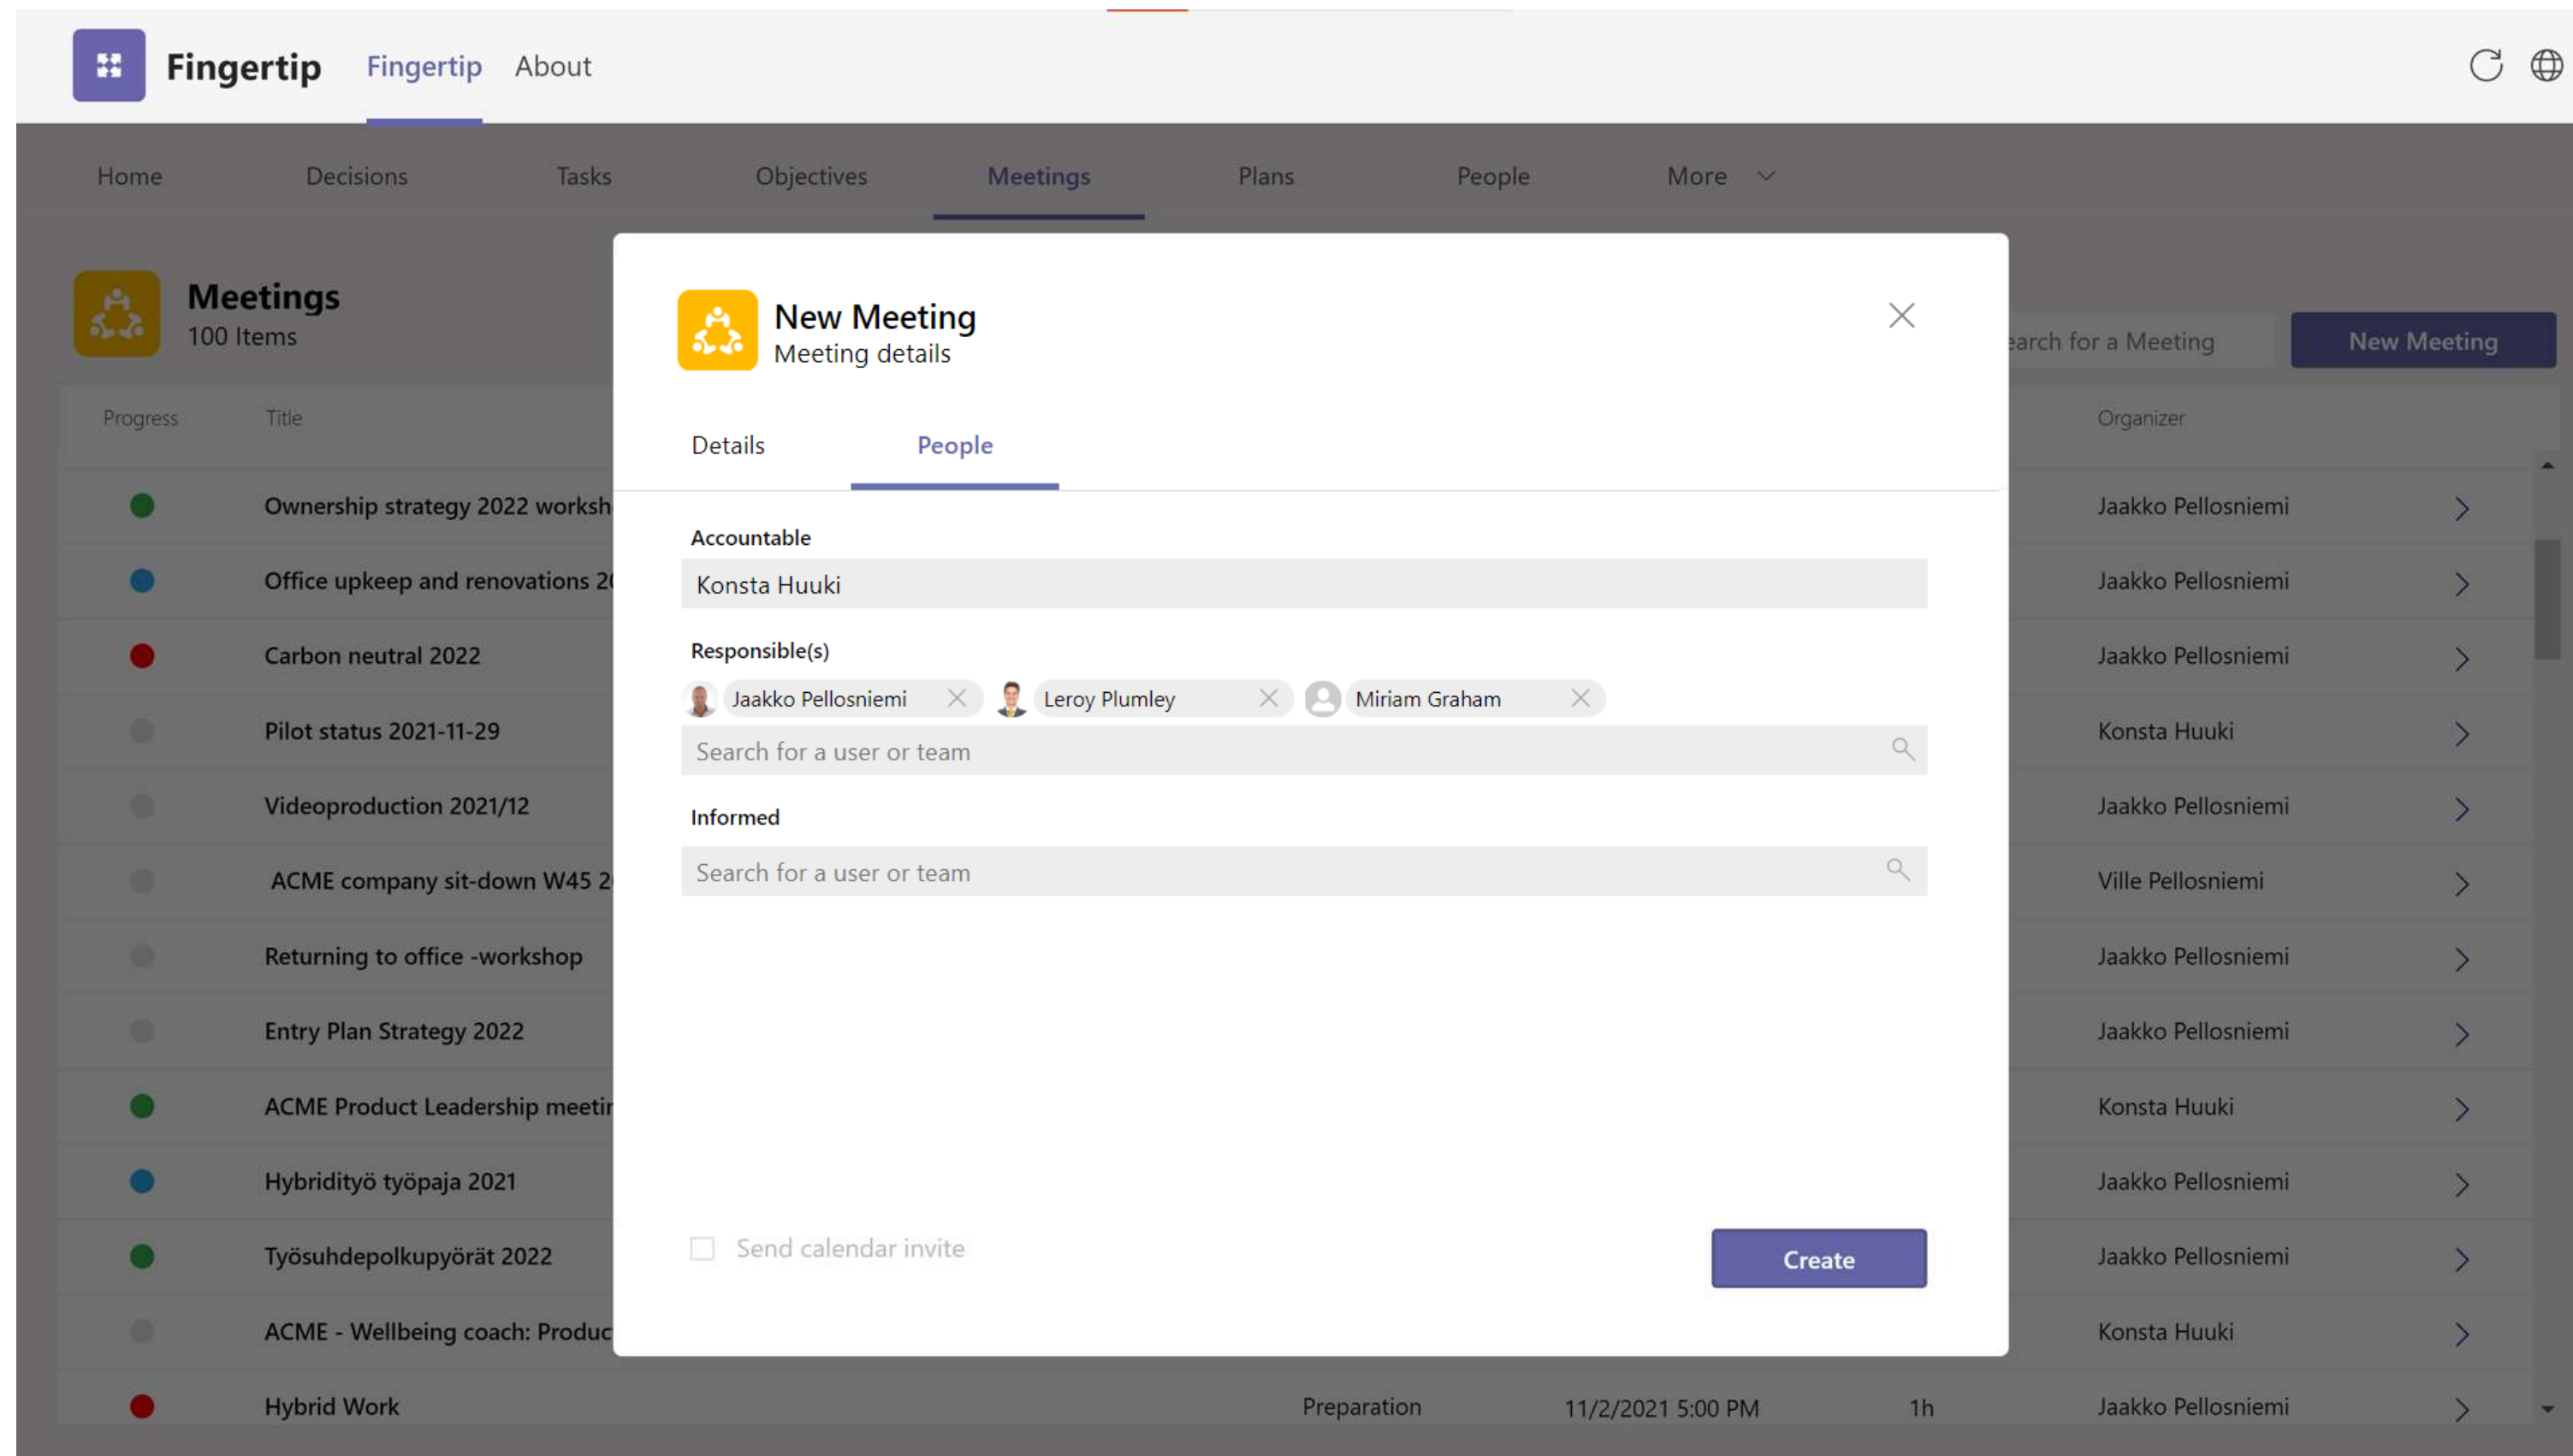 Fingertip Fingertip About
Home Decisions Tasks Objectives Meetings Plans People More
Meetings
100 Items
for a Meeting New Meeting
New Meeting
Meeting details
Progress Title Organizer
Details People
Ownership strategy 2022 Jaakko Pellosniemi
Accountable
Office upkeep and renovations Jaakko Pellosniemi
Konsta Huuki
Carbon neutral 2022 Jaakko Pellosniemi
Responsible(s)
Jaakko Pellosniemi Leroy Plumley Miriam Graham
Pilot status 2021-11-29 Konsta Huuki
Search for a user or team
Videoproduction 2021/12 Jaakko Pellosniemi
Informed
ACME company sit-down W45 Ville Pellosniemi
Search for a user or team
Returning to office -workshop Jaakko Pellosniemi
Entry Plan Strategy 2022 Jaakko Pellosniemi
ACME Product Leadership Konsta Huuki
Hybridityö työpaja 2021 Jaakko Pellosniemi
Työsuhdepolkupyörät 2022 Jaakko Pellosniemi
Send calendar invite Create
ACME - Wellbeing coach: Konsta Huuki
Hybrid Work Preparation 11/2/2021 5:00 PM 1h Jaakko Pellosniemi